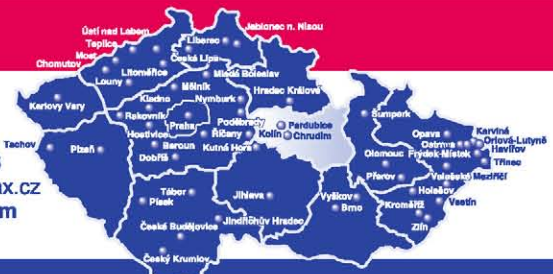 Jablonec n. Nisou
Ústí nad Labem
Liberec
Teplice
Most
Česká Lípa
Chomutov
Litoměřice
Louny
Mladá Boleslav
Mělník
Hradec Králové
Karlovy Vary
Kladno
Nymburk
Rakovník
Praha
Poděbrady
Pardubice
Šumperk
Hostivice
Říčany
Kolín
Chrudim
Opava
Karviná
Orlová-Lutyně
Tachov
Plzeň
Beroun
Kutná Hora
Ostrava
Havířov
Dobříš
Olomouc
Frýdek-Místek
Třinec
Přerov
Valašské Meziříčí
x.cz
m
Tábor
Písek
Jihlava
Vyškov
Holešov
Vsetín
Brno
Kroměříž
České Budějovice
Jindřichův Hradec
Zlín
Český Krumlov